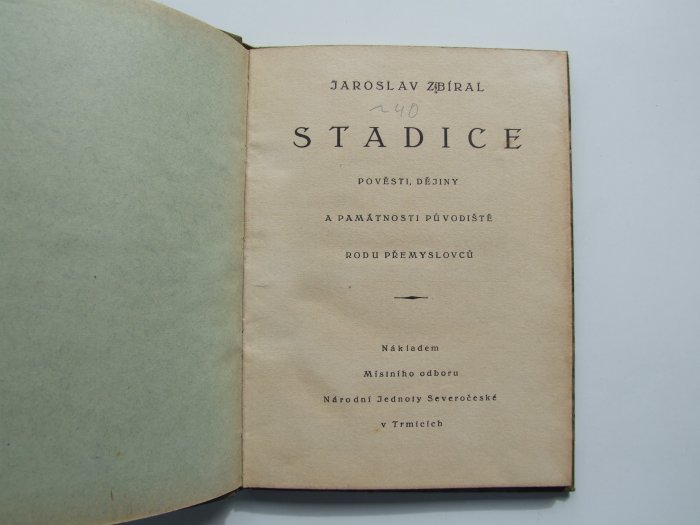 JAROSLAV ZBÍRAL
~40
STADICE
POVĚSTI, DĚJINY
A PAMÁTNOSTI PŮVODIŠTĚ
RODU PŘEMYSLOVCŮ
Nákladem
Místního odboru
Národní Jednoty Severočeské
v Trmicích